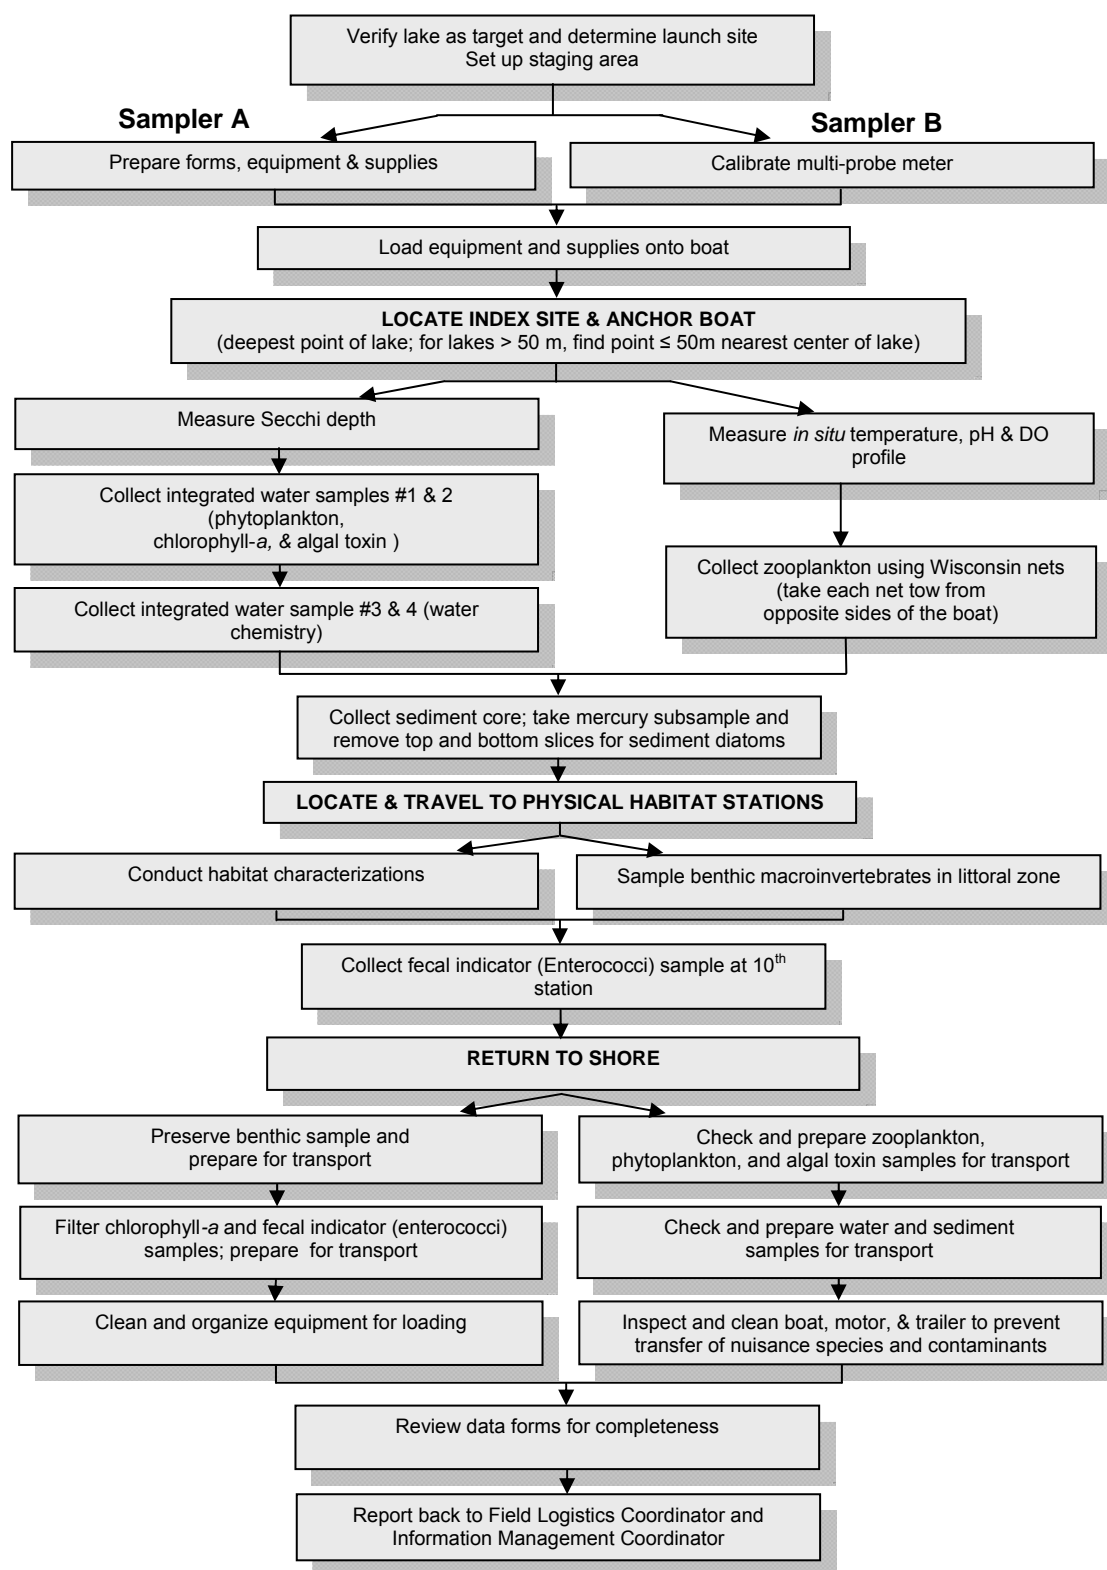 Verify lake as target and determine launch site
Set up staging area
Sampler A
Sampler B
Prepare forms, equipment & supplies
Calibrate multi-probe meter
Load equipment and supplies onto boat
LOCATE INDEX SITE & ANCHOR BOAT
(deepest point of lake; for lakes > 50 m, find point ≤ 50m nearest center of lake)
Measure Secchi depth
Measure in situ temperature, pH & DO
profile
Collect integrated water samples #1 & 2
(phytoplankton,
chlorophyll-a, & algal toxin )
Collect zooplankton using Wisconsin nets
(take each net tow from
opposite sides of the boat)
Collect integrated water sample #3 & 4 (water
chemistry)
Collect sediment core; take mercury subsample and
remove top and bottom slices for sediment diatoms
LOCATE & TRAVEL TO PHYSICAL HABITAT STATIONS
Conduct habitat characterizations
Sample benthic macroinvertebrates in littoral zone
Collect fecal indicator (Enterococci) sample at 10th
station
RETURN TO SHORE
Preserve benthic sample and
prepare for transport
Check and prepare zooplankton,
phytoplankton, and algal toxin samples for transport
Filter chlorophyll-a and fecal indicator (enterococci)
samples; prepare for transport
Check and prepare water and sediment
samples for transport
Clean and organize equipment for loading
Inspect and clean boat, motor, & trailer to prevent
transfer of nuisance species and contaminants
Review data forms for completeness
Report back to Field Logistics Coordinator and
Information Management Coordinator